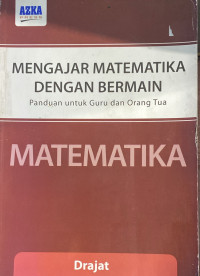 AZKA
PRESS
MENGAJAR MATEMATIKA
DENGAN BERMAIN
Panduan untuk Guru dan Orang Tua
MATEMATIKA
Drajat